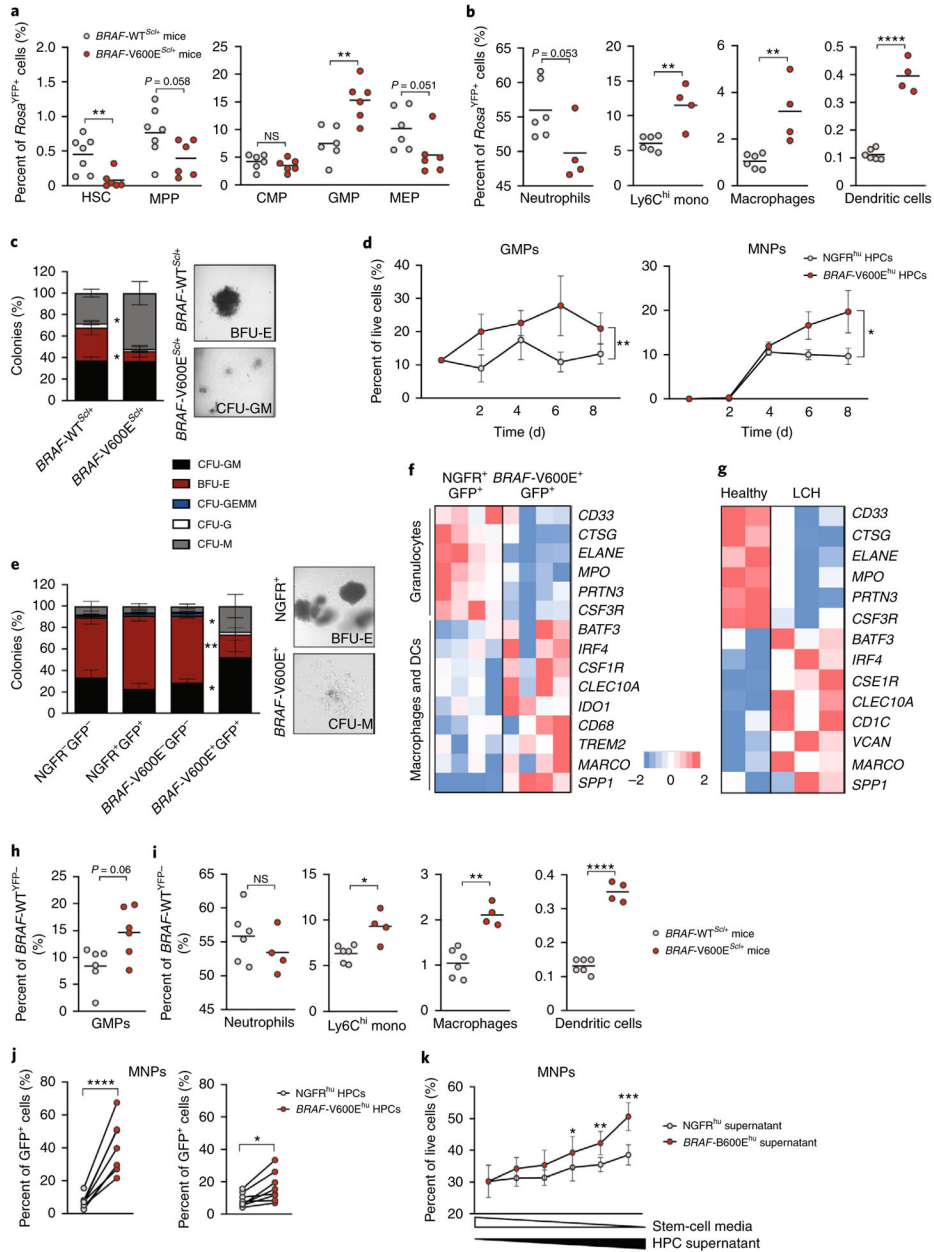 a
BRAF-WT^Scl+ mice
BRAF-V600E^Scl+ mice
Percent of Rosa^YFP+ cells (%)
2.0
1.5
1.0
0.5
0
**
P = 0.058
HSC
MPP
25
20
15
10
5
0
NS
**
P = 0.051
CMP
GMP
MEP
b
Percent of Rosa^YFP+ cells (%)
70
65
60
55
50
45
P = 0.053
Neutrophils
20
15
10
5
0
**
Ly6C^hi mono
6
4
2
0
**
Macrophages
0.5
0.4
0.3
0.2
0.1
0
****
Dendritic cells
c
Colonies (%)
120
100
80
60
40
20
0
*
*
BRAF-WT^Scl+
BRAF-V600E^Scl+
BRAF-WT^Scl+
BFU-E
BRAF-V600E^Scl+
CFU-GM
CFU-GM
BFU-E
CFU-GEMM
CFU-G
CFU-M
d
GMPs
Percent of live cells (%)
40
30
20
10
0
2
4
6
8
Time (d)
**
MNPs
NGFR^hu HPCs
BRAF-V600E^hu HPCs
30
20
10
0
2
4
6
8
Time (d)
*
e
Colonies (%)
120
100
80
60
40
20
0
*
**
*
NGFR^-GFP^-
NGFR^+GFP^+
BRAF-V600E^-GFP^-
BRAF-V600E^+GFP^+
NGFR^+
BFU-E
BRAF-V600E^+
CFU-M
f
NGFR^+ BRAF-V600E^+
GFP^+ GFP^+
Granulocytes
Macrophages and DCs
CD33
CTSG
ELANE
MPO
PRTN3
CSF3R
BATF3
IRF4
CSF1R
CLEC10A
IDO1
CD68
TREM2
MARCO
SPP1
−2 0 2
g
Healthy LCH
CD33
CTSG
ELANE
MPO
PRTN3
CSF3R
BATF3
IRF4
CSE1R
CLEC10A
CD1C
VCAN
MARCO
SPP1
h
Percent of BRAF-WT^YFP−
(%)
25
20
15
10
5
0
P = 0.06
GMPs
i
Percent of BRAF-WT^YFP−
(%)
65
60
55
50
45
NS
Neutrophils
15
10
5
0
*
Ly6C^hi mono
3
2
1
0
**
Macrophages
0.4
0.3
0.2
0.1
0
****
Dendritic cells
BRAF-WT^Scl+ mice
BRAF-V600E^Scl+ mice
j
MNPs
Percent of GFP^+ cells (%)
80
60
40
20
0
****
Percent of GFP^+ cells (%)
80
60
40
20
0
*
NGFR^hu HPCs
BRAF-V600E^hu HPCs
k
MNPs
Percent of live cells (%)
60
50
40
30
20
*
**
***
NGFR^hu supernatant
BRAF-B600E^hu supernatant
Stem-cell media
HPC supernatant